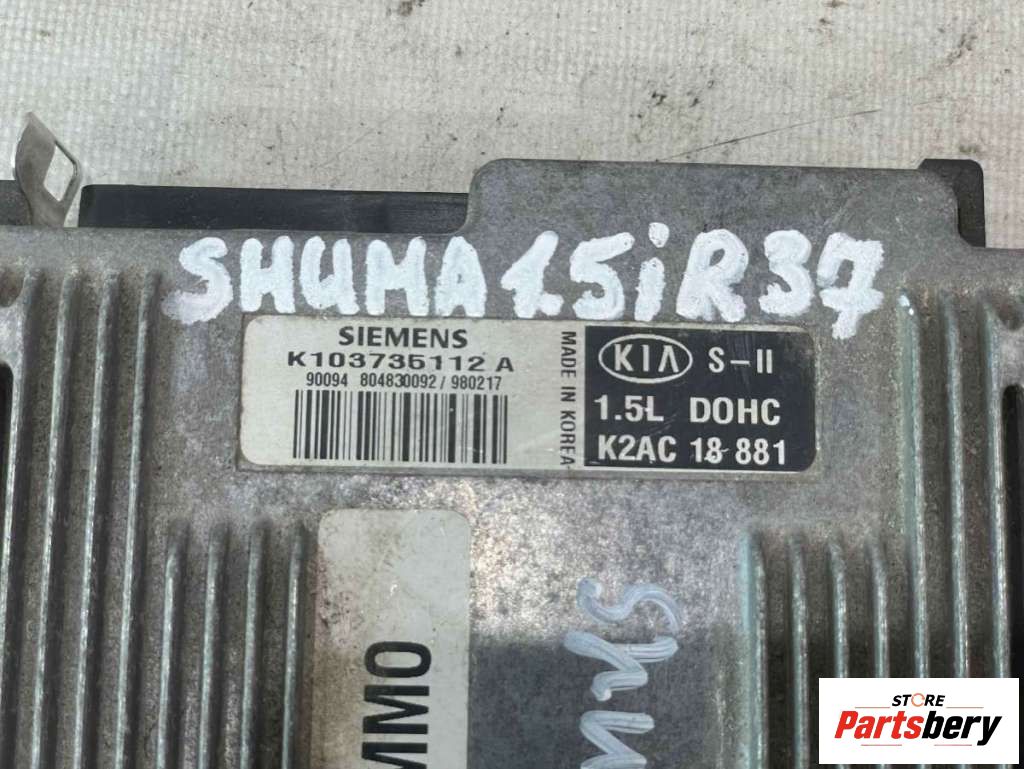 SHUMA 1.5i R37
SIEMENS
K103735112 A
90094 804830092 / 980217
MADE IN KOREA
KIA S-II
1.5L DOHC
K2AC 18 881
STORE
Partsbery